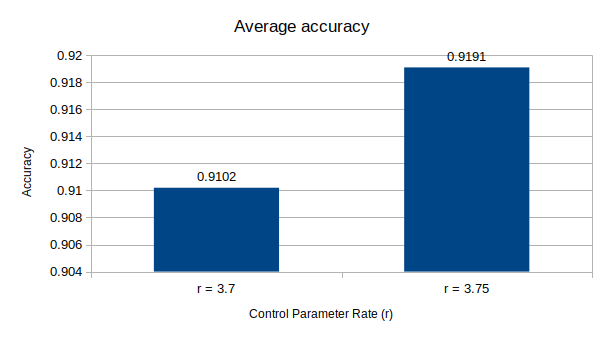 Average accuracy
0.92
0.918
0.916
0.914
0.912
0.91
0.908
0.906
0.904
0.9102
0.9191
r = 3.7
r = 3.75
Accuracy
Control Parameter Rate (r)